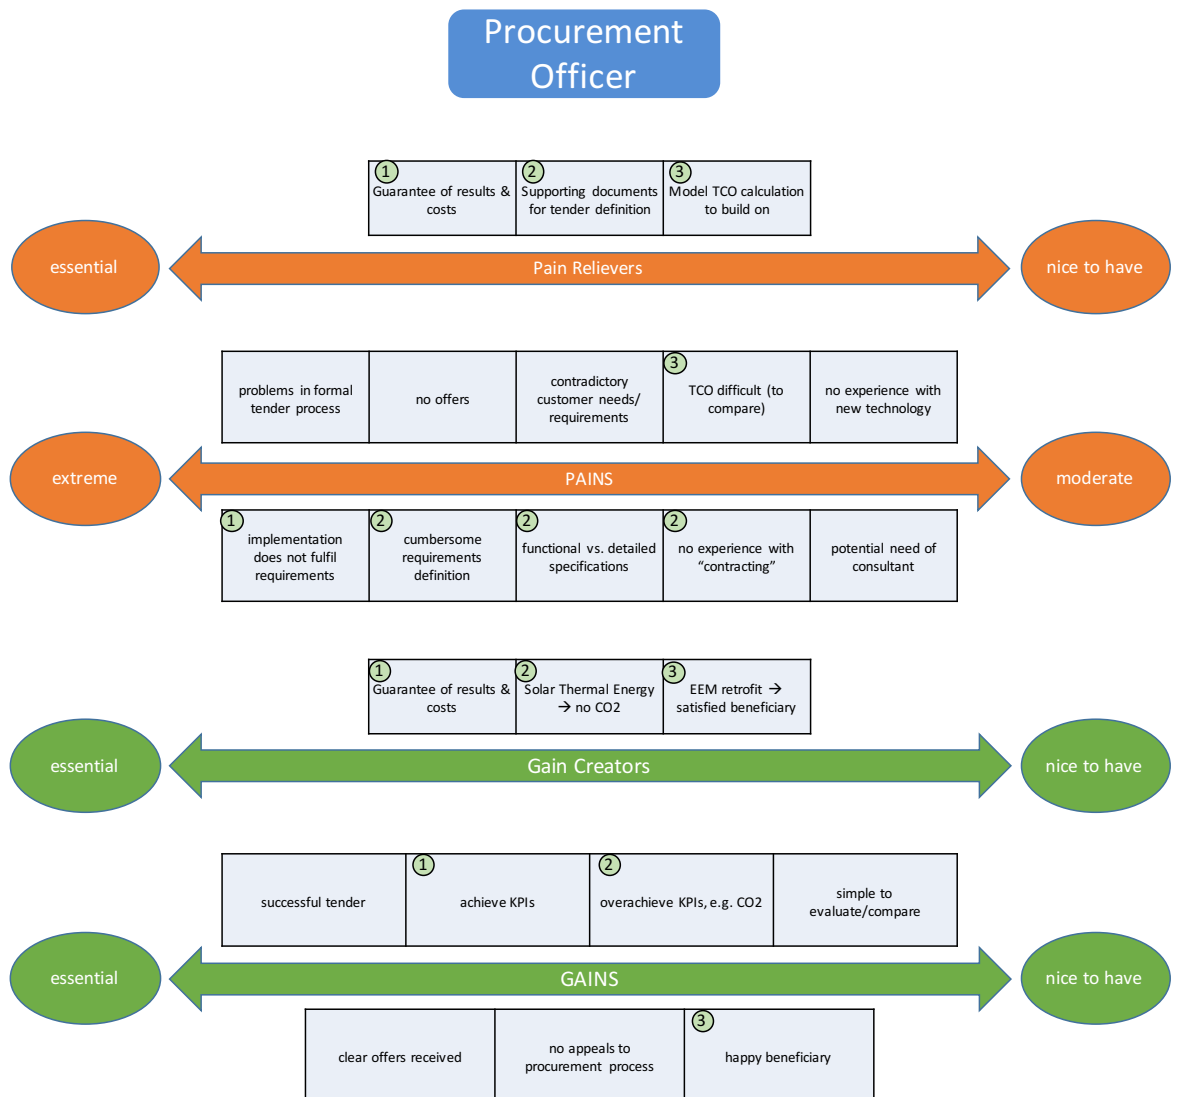 Procurement
Officer
1
2
3
Guarantee of results &
costs
Supporting documents
for tender definition
Model TCO calculation
to build on
essential
Pain Relievers
nice to have
problems in formal
tender process
no offers
contradictory
customer needs/
requirements
3
TCO difficult (to
compare)
no experience with
new technology
extreme
PAINS
moderate
1
implementation
does not fulfil
requirements
2
cumbersome
requirements
definition
2
functional vs. detailed
specifications
2
no experience with
“contracting”
potential need of
consultant
1
Guarantee of results &
costs
2
Solar Thermal Energy
→ no CO2
3
EEM retrofit →
satisfied beneficiary
essential
Gain Creators
nice to have
successful tender
1
achieve KPIs
2
overachieve KPIs, e.g. CO2
simple to
evaluate/compare
essential
GAINS
nice to have
clear offers received
no appeals to
procurement process
3
happy beneficiary